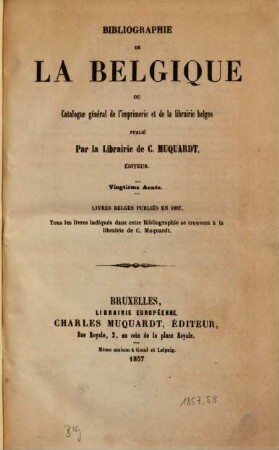 BIBLIOGRAPHIE
DE
LA BELGIQUE
OU
Catalogue général de l'imprimerie et de la librairie belges
PUBLIÉ
Par la Librairie de C. MUQUARDT,
ÉDITEUR.
Vingtième Année.
LIVRES BELGES PUBLIÉS EN 1857.
Tous les livres indiqués dans cette Bibliographie se trouvent à la
librairie de C. Muquardt.
BRUXELLES,
LIBRAIRIE EUROPÉENNE.
CHARLES MUQUARDT, ÉDITEUR,
Rue Royale, 2, au coin de la place Royale.
Même maison à Gand et Leipzig.
1857
1857,58